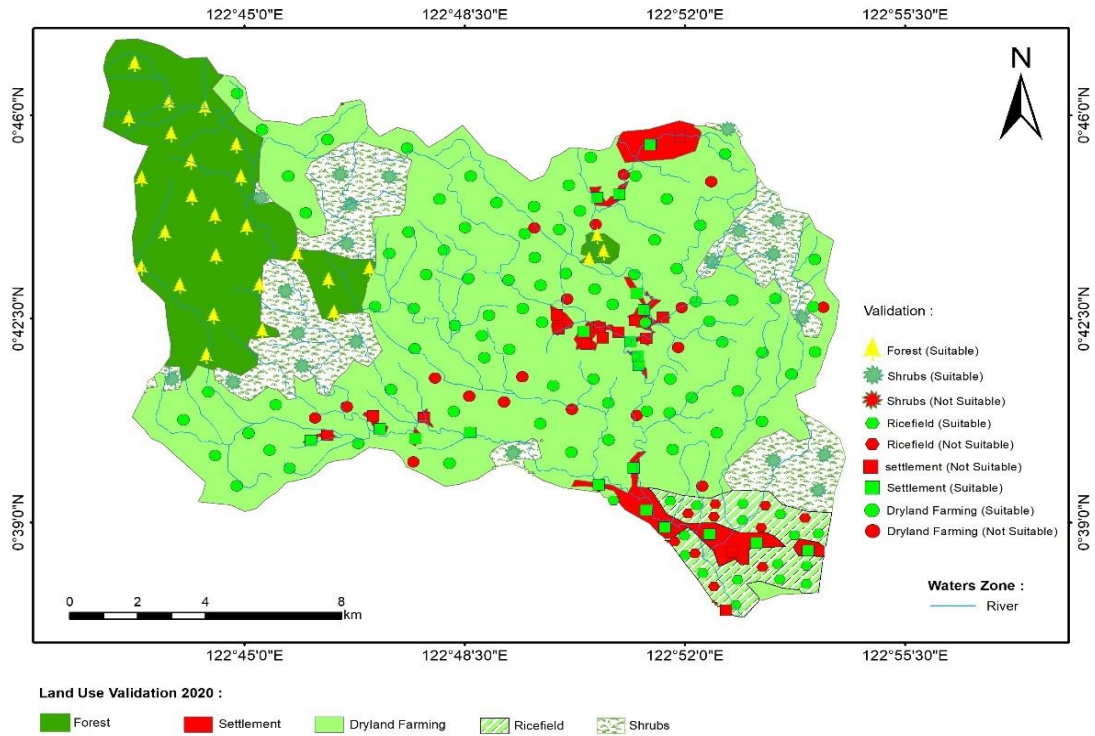 122°45'0"E 122°48'30"E 122°52'0"E 122°55'30"E
0°46'0"N 0°46'0"N
N
0°42'30"N 0°42'30"N
Validation :
Forest (Suitable)
Shrubs (Suitable)
Shrubs (Not Suitable)
Ricefield (Suitable)
Ricefield (Not Suitable)
settlement (Not Suitable)
Settlement (Suitable)
Dryland Farming (Suitable)
Dryland Farming (Not Suitable)
0°39'0"N 0°39'0"N
Waters Zone :
River
0 2 4 8
km
122°45'0"E 122°48'30"E 122°52'0"E 122°55'30"E
Land Use Validation 2020 :
Forest Settlement Dryland Farming Ricefield Shrubs